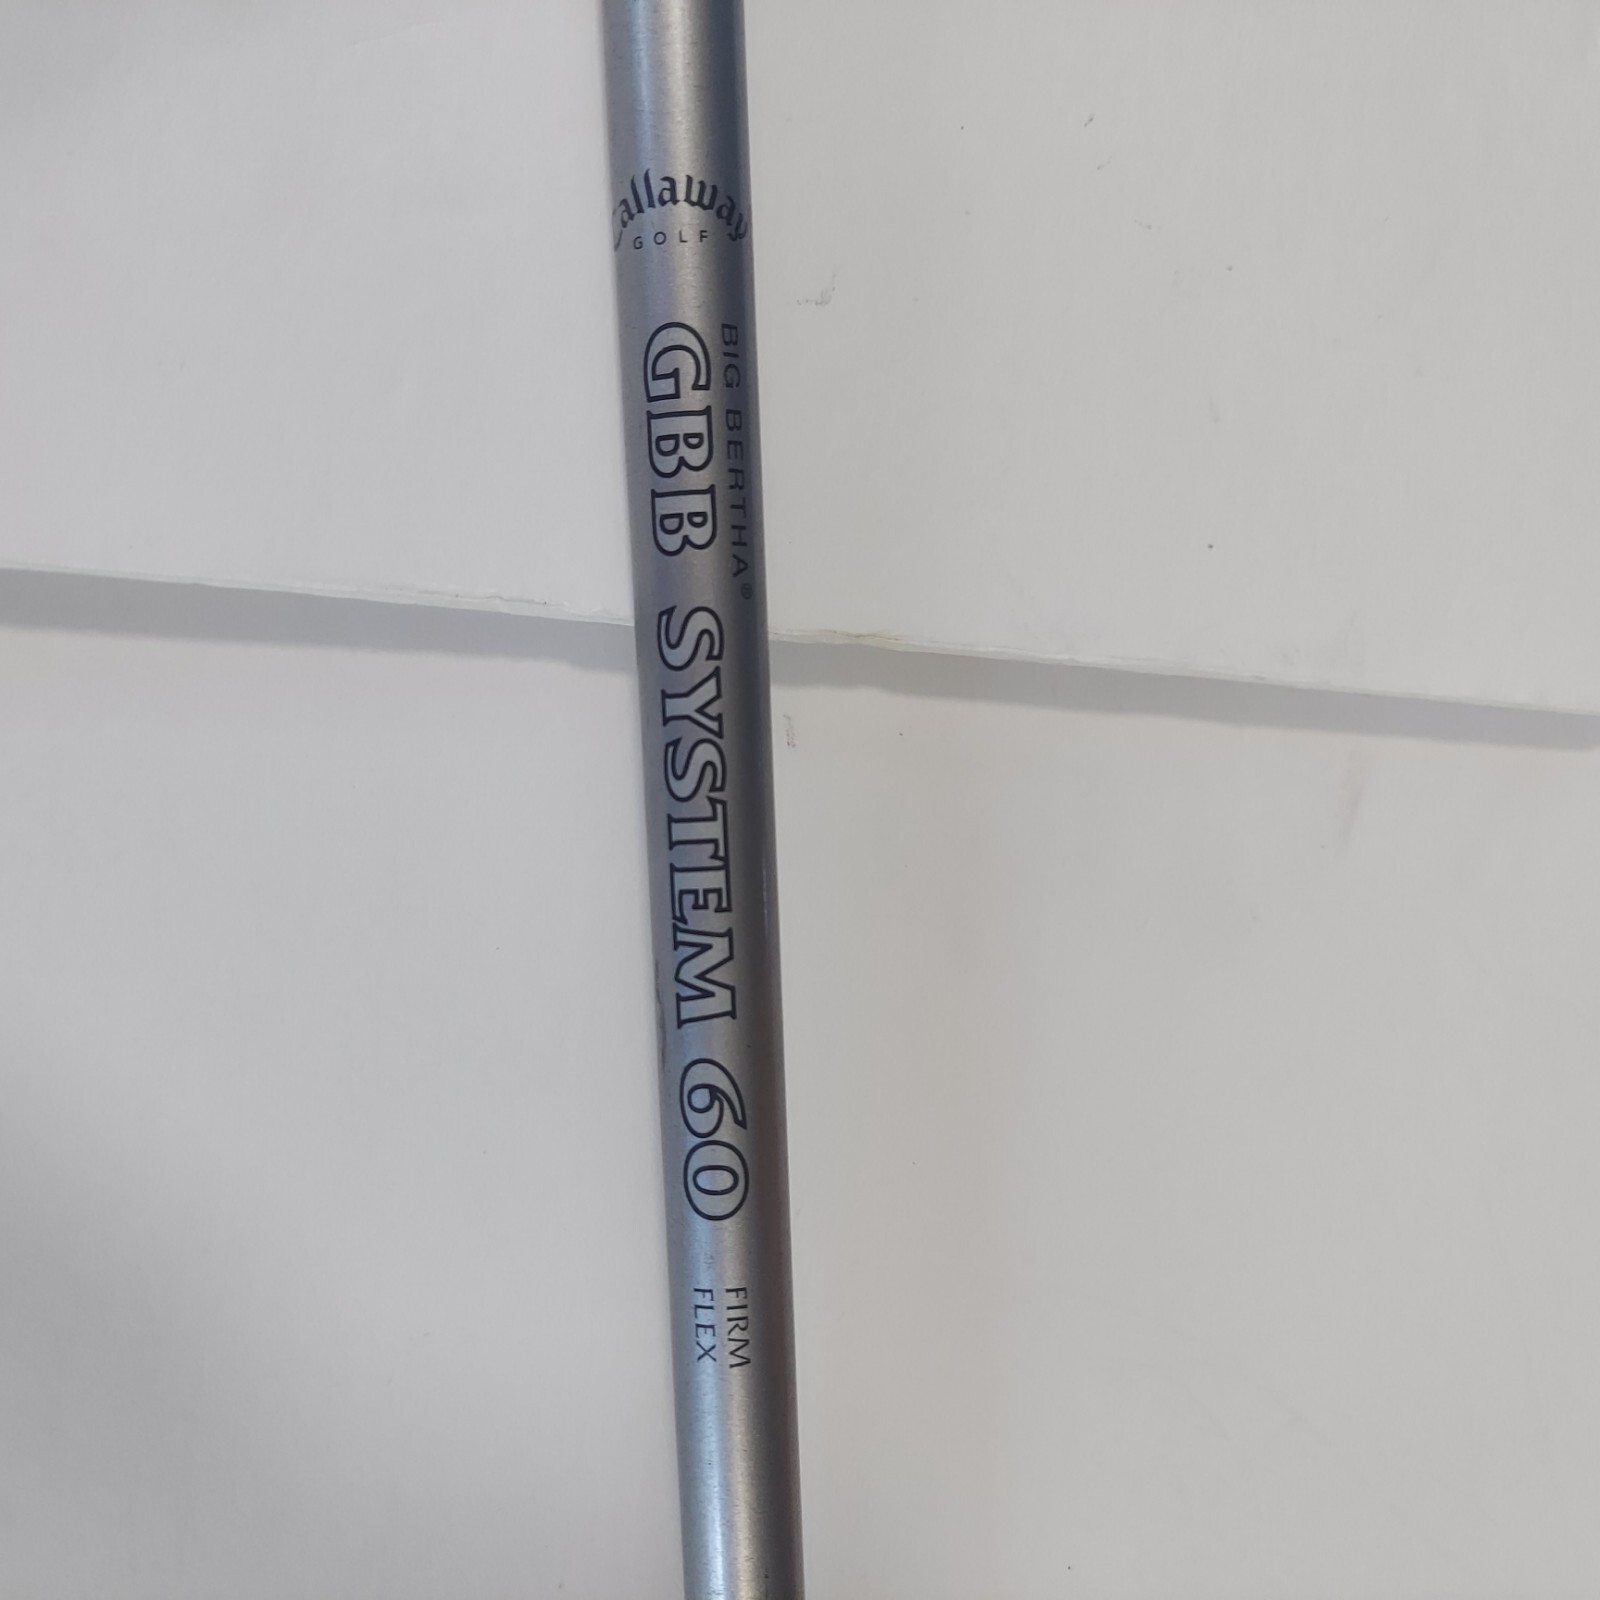 Callaway
GOLF
BIG BERTHA®
GBB SYSTEM 60
FIRM
FLEX